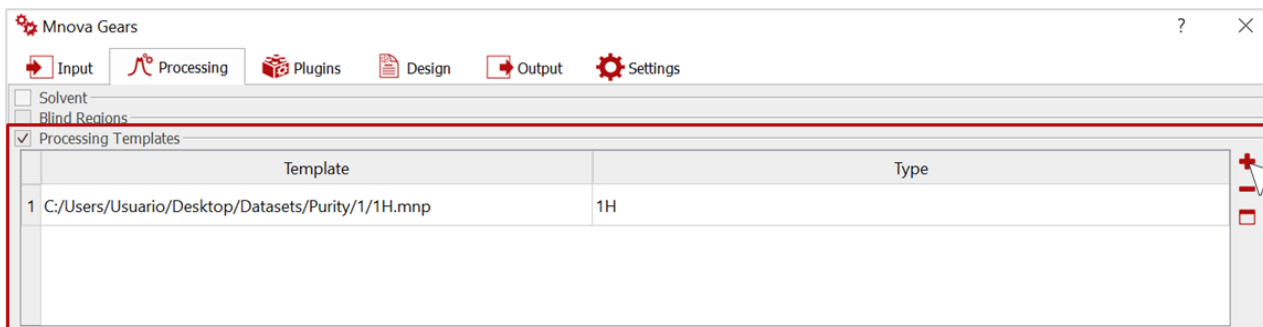 Mnova Gears ?
Input Processing Plugins Design Output Settings
Solvent
Blind Regions
Processing Templates
Template Type
1 C:/Users/Usuario/Desktop/Datasets/Purity/1/1H.mnp 1H